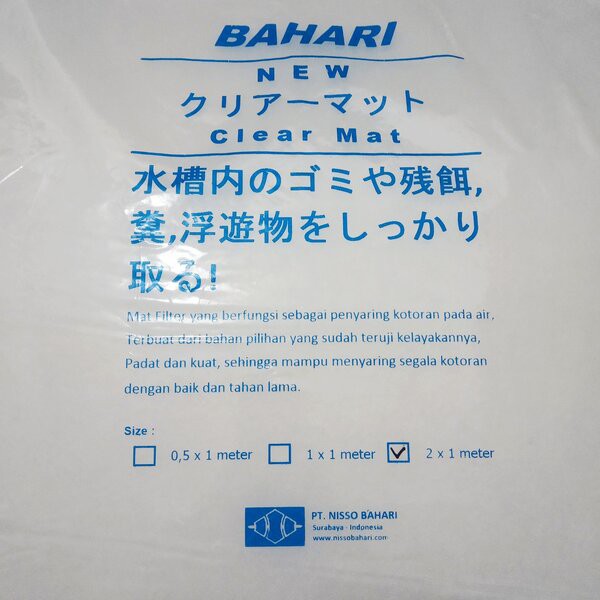 BAHARI
NEW
クリアーマット
Clear Mat
水槽内のゴミや残餌,
糞,浮遊物をしっかり
取る!
Mat Filter yang berfungsi sebagai penyaring kotoran pada air,
Terbuat dari bahan pilihan yang sudah teruji kelayakannya,
Padat dan kuat, sehingga mampu menyaring segala kotoran
dengan baik dan tahan lama.
Size :
0,5 x 1 meter 1 x 1 meter 2 x 1 meter
PT. NISSO BAHARI
Surabaya - Indonesia
www.nissobahari.com